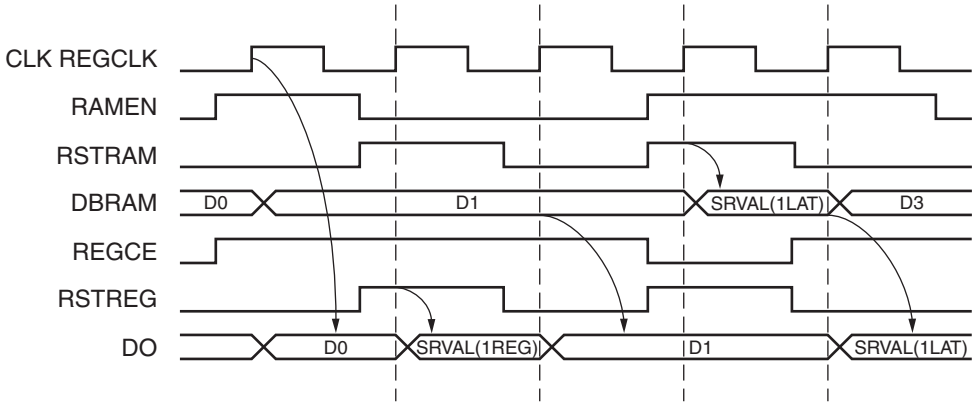 CLK REGCLK
RAMEN
RSTRAM
DBRAM D0 D1 SRVAL(1LAT) D3
REGCE
RSTREG
DO D0 SRVAL(1REG) D1 SRVAL(1LAT)